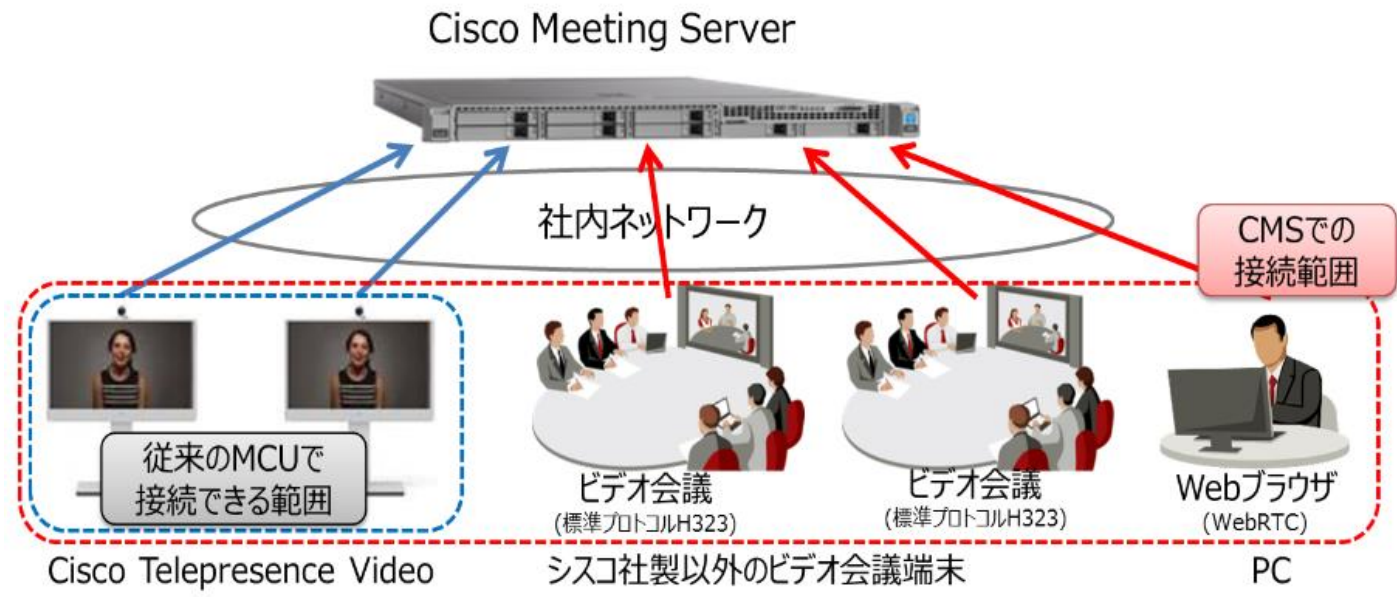 Cisco Meeting Server
社内ネットワーク
CMSでの
接続範囲
従来のMCUで
接続できる範囲
ビデオ会議
(標準プロトコルH323)
ビデオ会議
(標準プロトコルH323)
Webブラウザ
(WebRTC)
Cisco Telepresence Video
シスコ社製以外のビデオ会議端末
PC